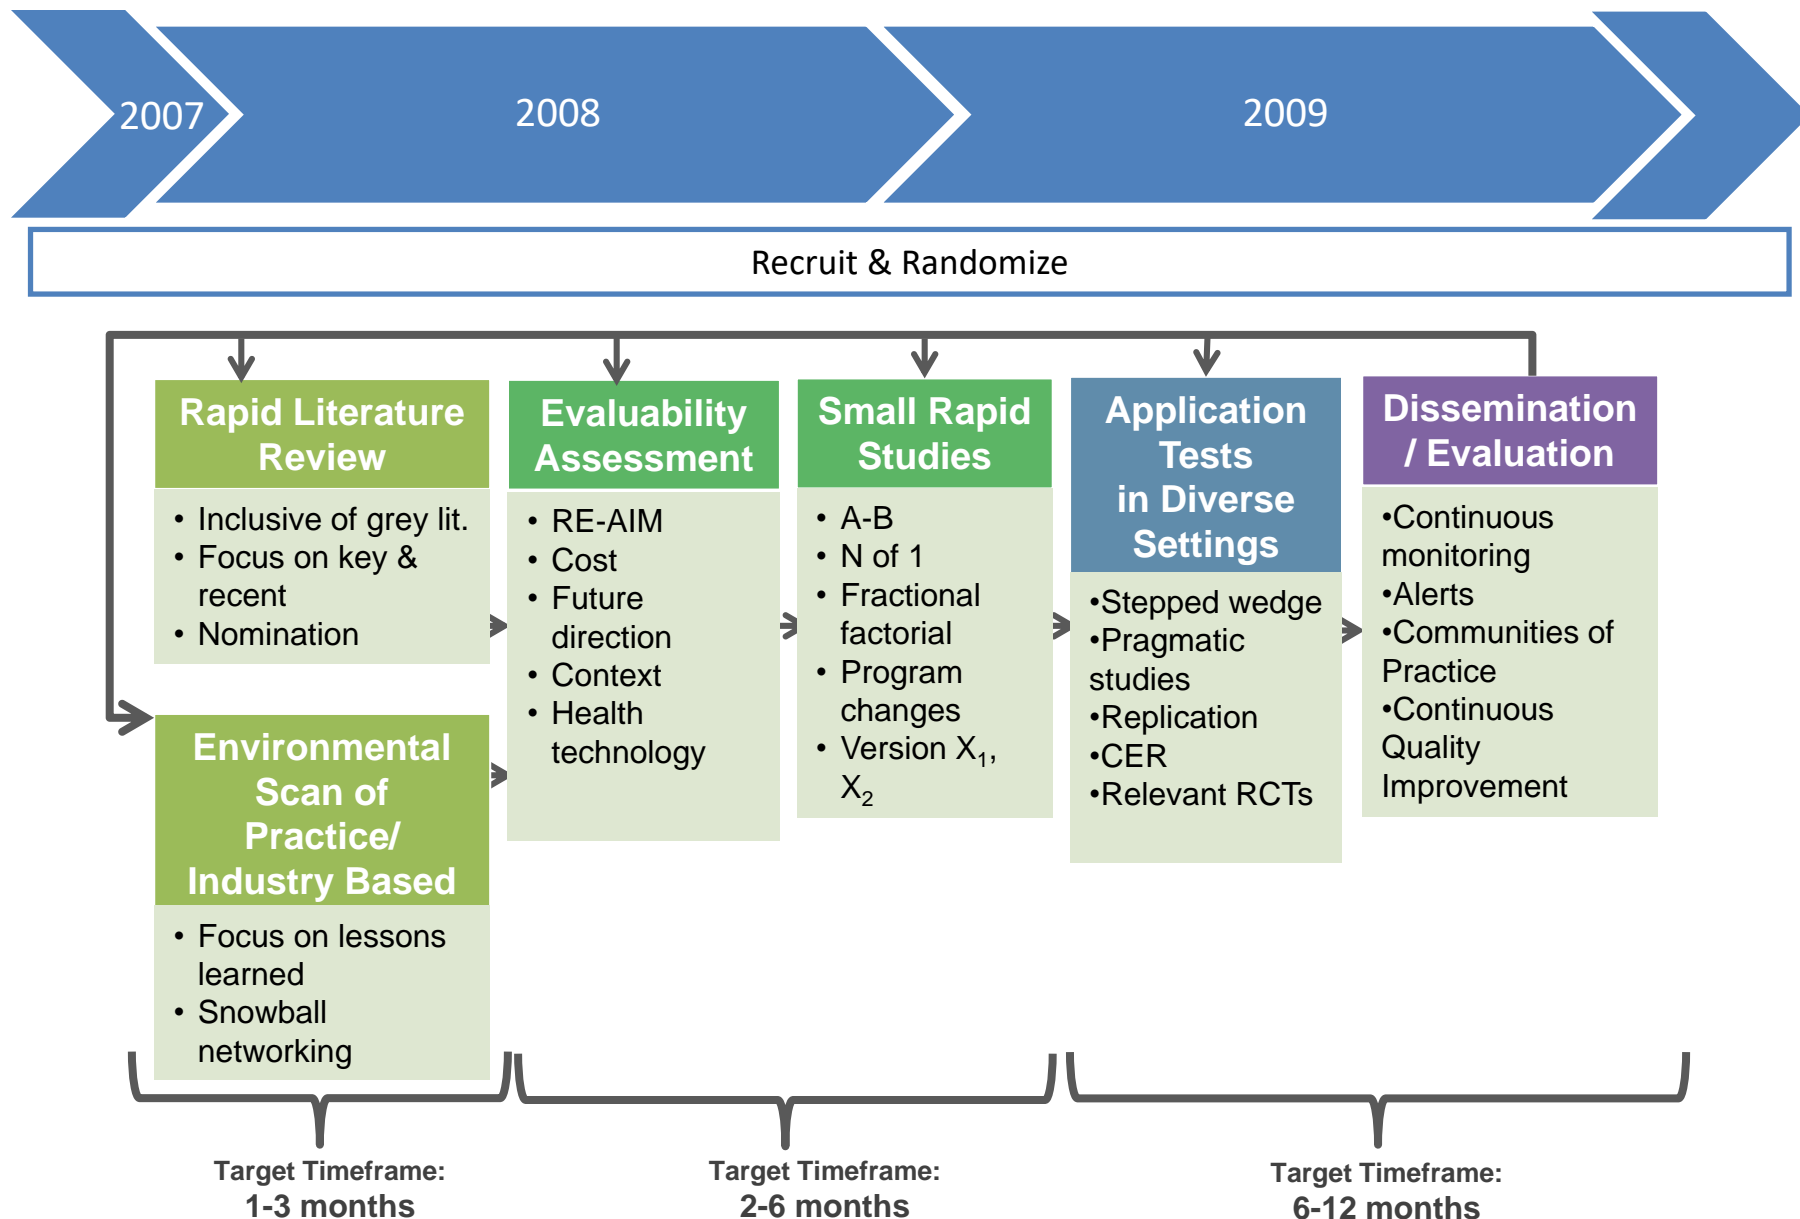 2007
2008
2009
Recruit & Randomize
Rapid Literature
Review
• Inclusive of grey lit.
• Focus on key &
recent
• Nomination
Environmental
Scan of
Practice/
Industry Based
• Focus on lessons
learned
• Snowball
networking
Evaluability
Assessment
• RE-AIM
• Cost
• Future
direction
• Context
• Health
technology
Small Rapid
Studies
• A-B
• N of 1
• Fractional
factorial
• Program
changes
• Version X₁,
X₂
Application
Tests
in Diverse
Settings
•Stepped wedge
•Pragmatic
studies
•Replication
•CER
•Relevant RCTs
Dissemination
/ Evaluation
•Continuous
monitoring
•Alerts
•Communities of
Practice
•Continuous
Quality
Improvement
Target Timeframe:
1-3 months
Target Timeframe:
2-6 months
Target Timeframe:
6-12 months